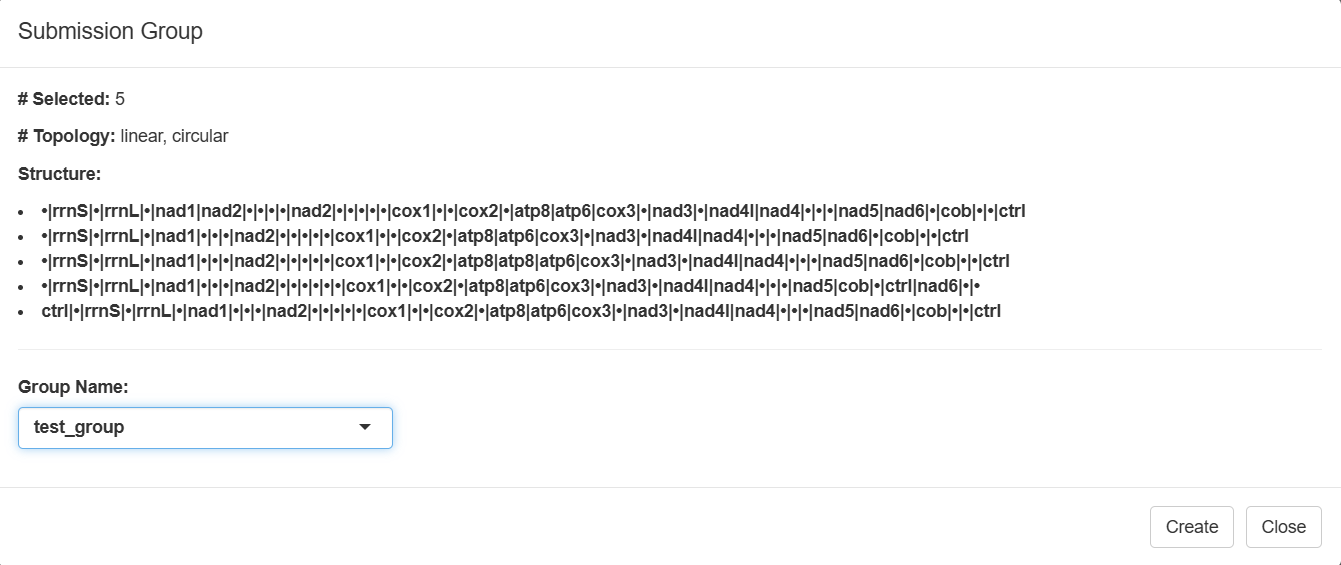 Submission Group
# Selected: 5
# Topology: linear, circular
Structure:
• •|rrnS|•|rrnL|•|nad1|nad2|•|•|•|•|nad2|•|•|•|•|•|cox1|•|•|cox2|•|atp8|atp6|cox3|•|nad3|•|nad4l|nad4|•|•|•|nad5|nad6|•|cob|•|•|ctrl
• •|rrnS|•|rrnL|•|nad1|•|•|•|nad2|•|•|•|•|•|cox1|•|•|cox2|•|atp8|atp6|cox3|•|nad3|•|nad4l|nad4|•|•|•|nad5|nad6|•|cob|•|•|ctrl
• •|rrnS|•|rrnL|•|nad1|•|•|•|nad2|•|•|•|•|•|cox1|•|•|cox2|•|atp8|atp8|atp6|cox3|•|nad3|•|nad4l|nad4|•|•|•|nad5|nad6|•|cob|•|•|ctrl
• •|rrnS|•|rrnL|•|nad1|•|•|•|nad2|•|•|•|•|•|•|cox1|•|•|cox2|•|atp8|atp6|cox3|•|nad3|•|nad4l|nad4|•|•|•|nad5|cob|•|ctrl|nad6|•|•
• ctrl|•|rrnS|•|rrnL|•|nad1|•|•|•|nad2|•|•|•|•|•|cox1|•|•|cox2|•|atp8|atp6|cox3|•|nad3|•|nad4l|nad4|•|•|•|nad5|nad6|•|cob|•|•|ctrl
Group Name:
test_group
Create Close